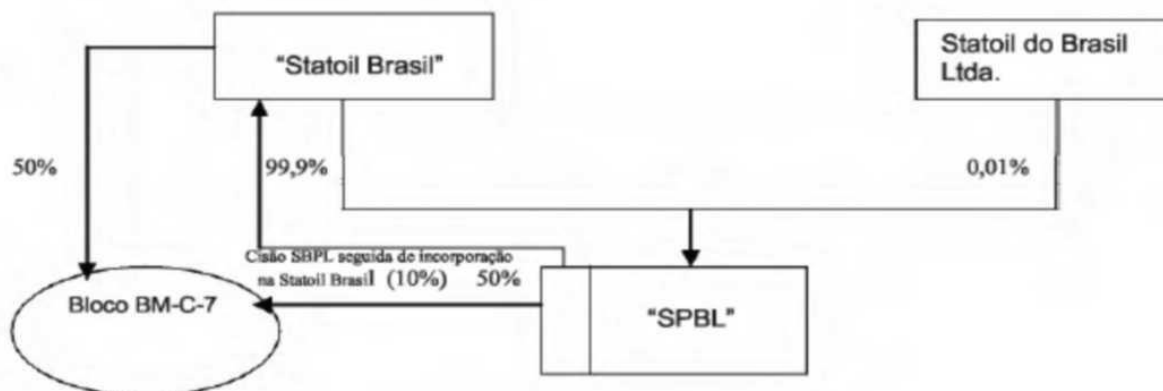 "Statoil Brasil"
Statoil do Brasil
Ltda.
50%
99,9%
0,01%
Cisão SBPL seguida de incorporação
na Statoil Brasil (10%) 50%
Bloco BM-C-7
"SPBL"